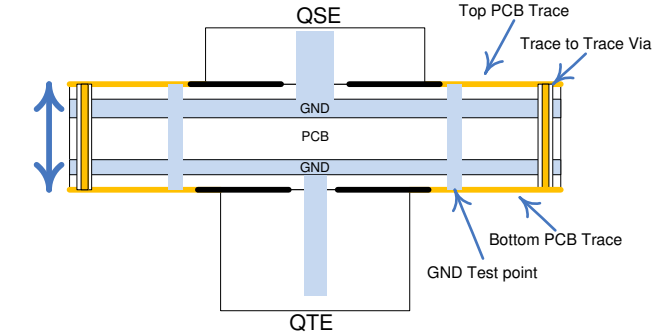 QSE
Top PCB Trace
Trace to Trace Via
GND
PCB
GND
Bottom PCB Trace
GND Test point
QTE